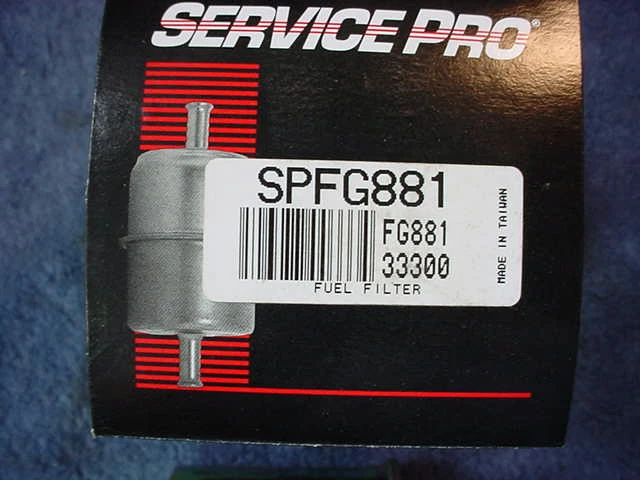 SERVICE PRO®
SPFG881
FG881
33300
FUEL FILTER
MADE IN TAIWAN